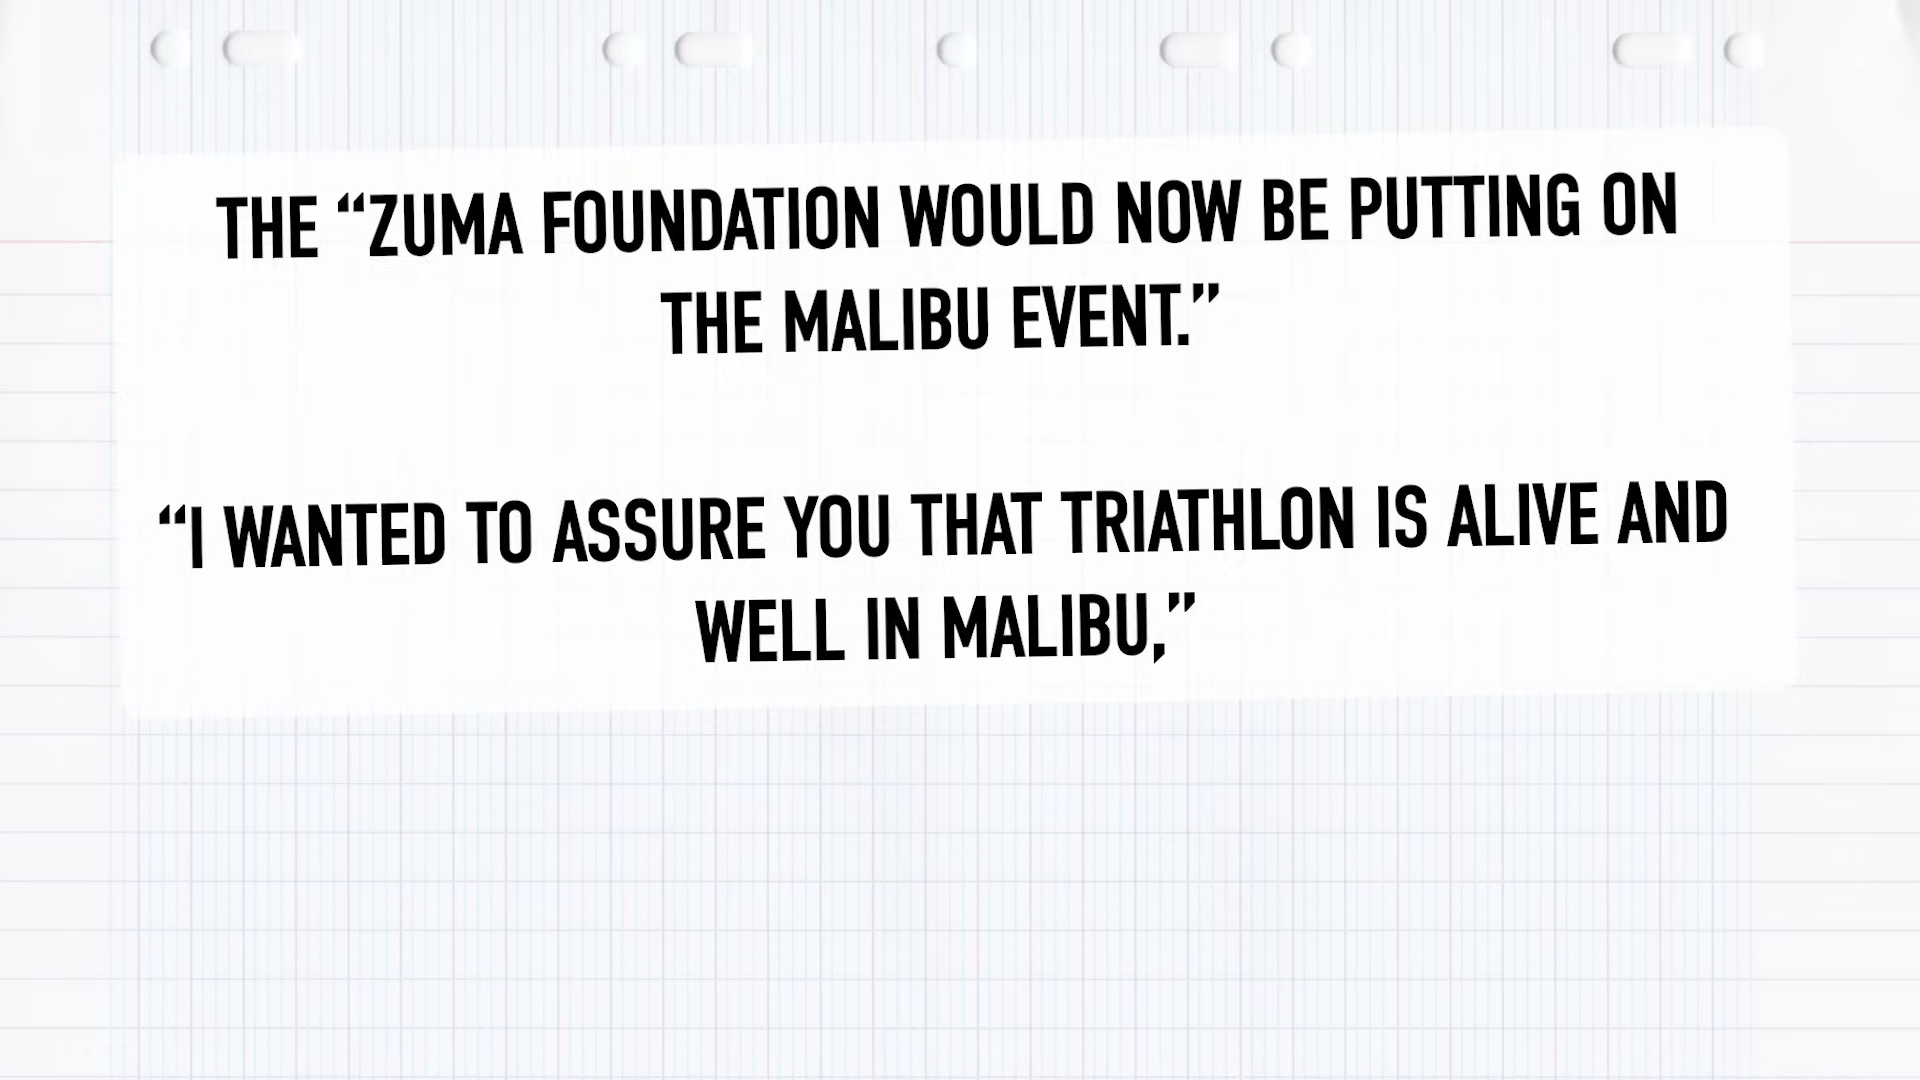 THE “ZUMA FOUNDATION WOULD NOW BE PUTTING ON
THE MALIBU EVENT.”
“I WANTED TO ASSURE YOU THAT TRIATHLON IS ALIVE AND
WELL IN MALIBU,”